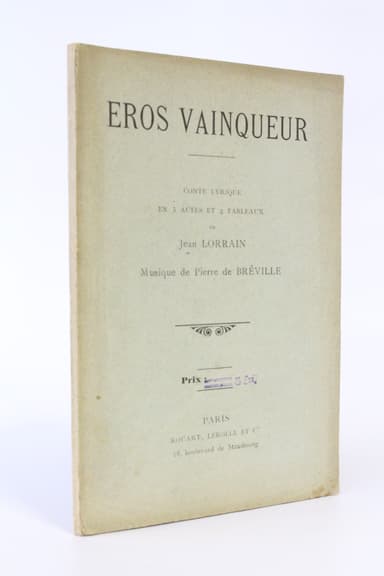 EROS VAINQUEUR
CONTE LYRIQUE
EN 3 ACTES ET 4 TABLEAUX
DE
Jean LORRAIN
Musique de Pierre de BRÉVILLE
Prix :
PARIS
ROUART, LEROLLE ET Cie
18, boulevard de Strasbourg